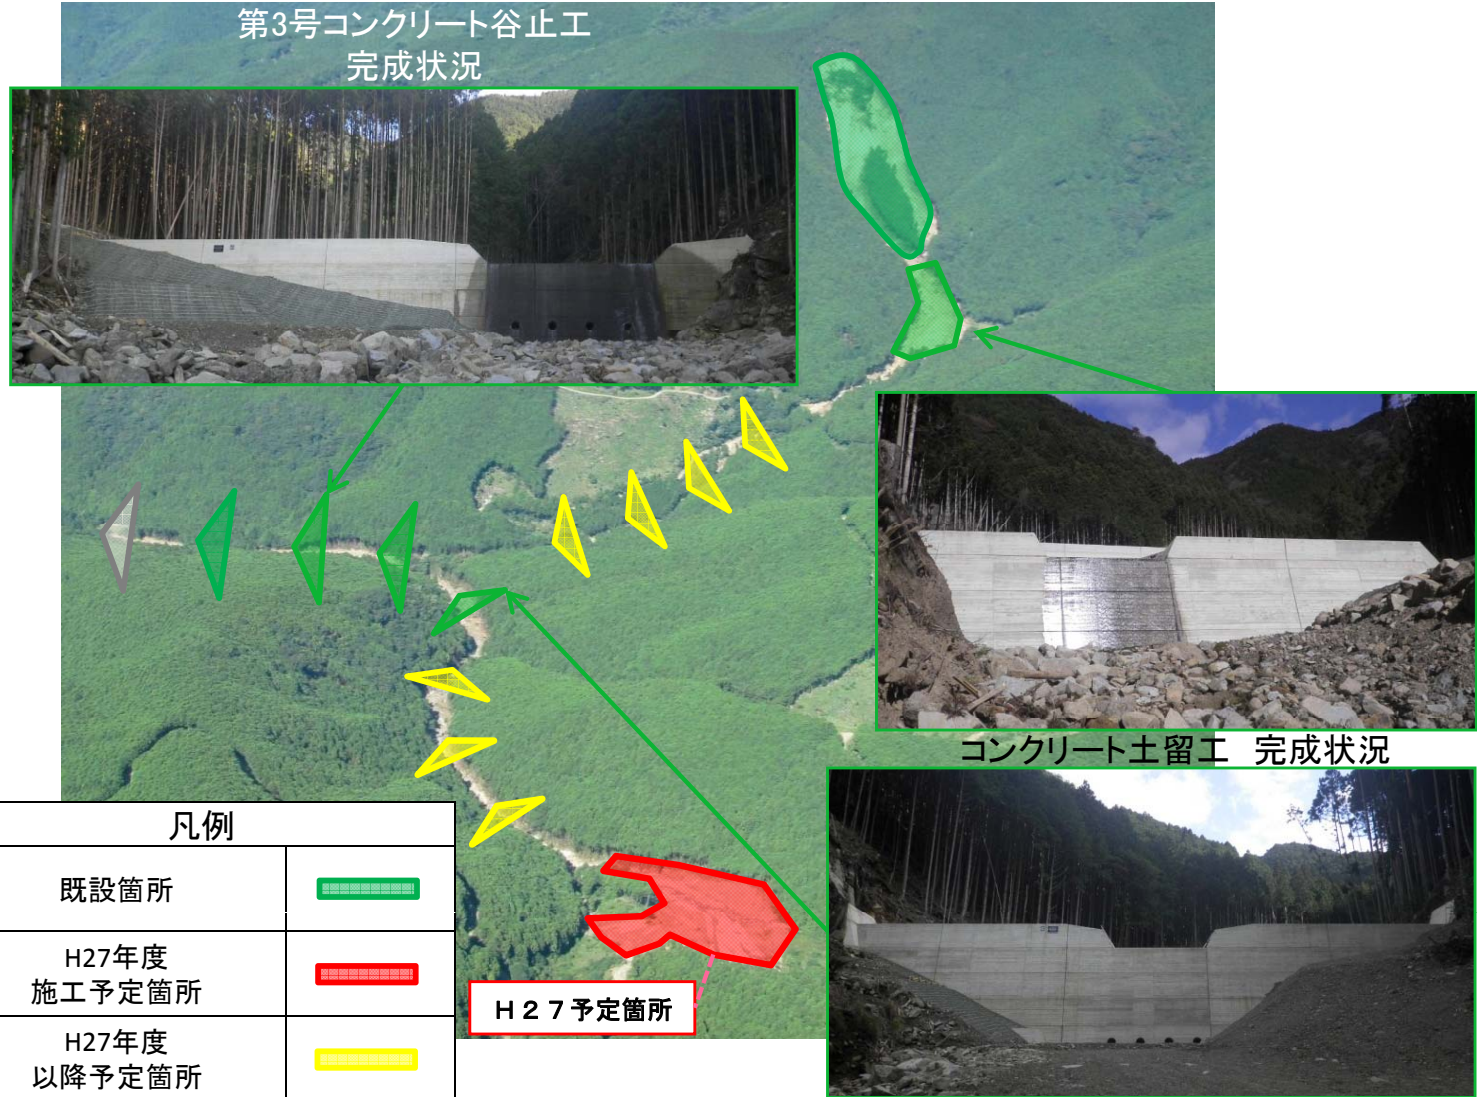 第3号コンクリート谷止工
完成状況
コンクリート土留工　完成状況
凡例
既設箇所
H27年度
施工予定箇所
H27年度
以降予定箇所
Ｈ２７予定箇所